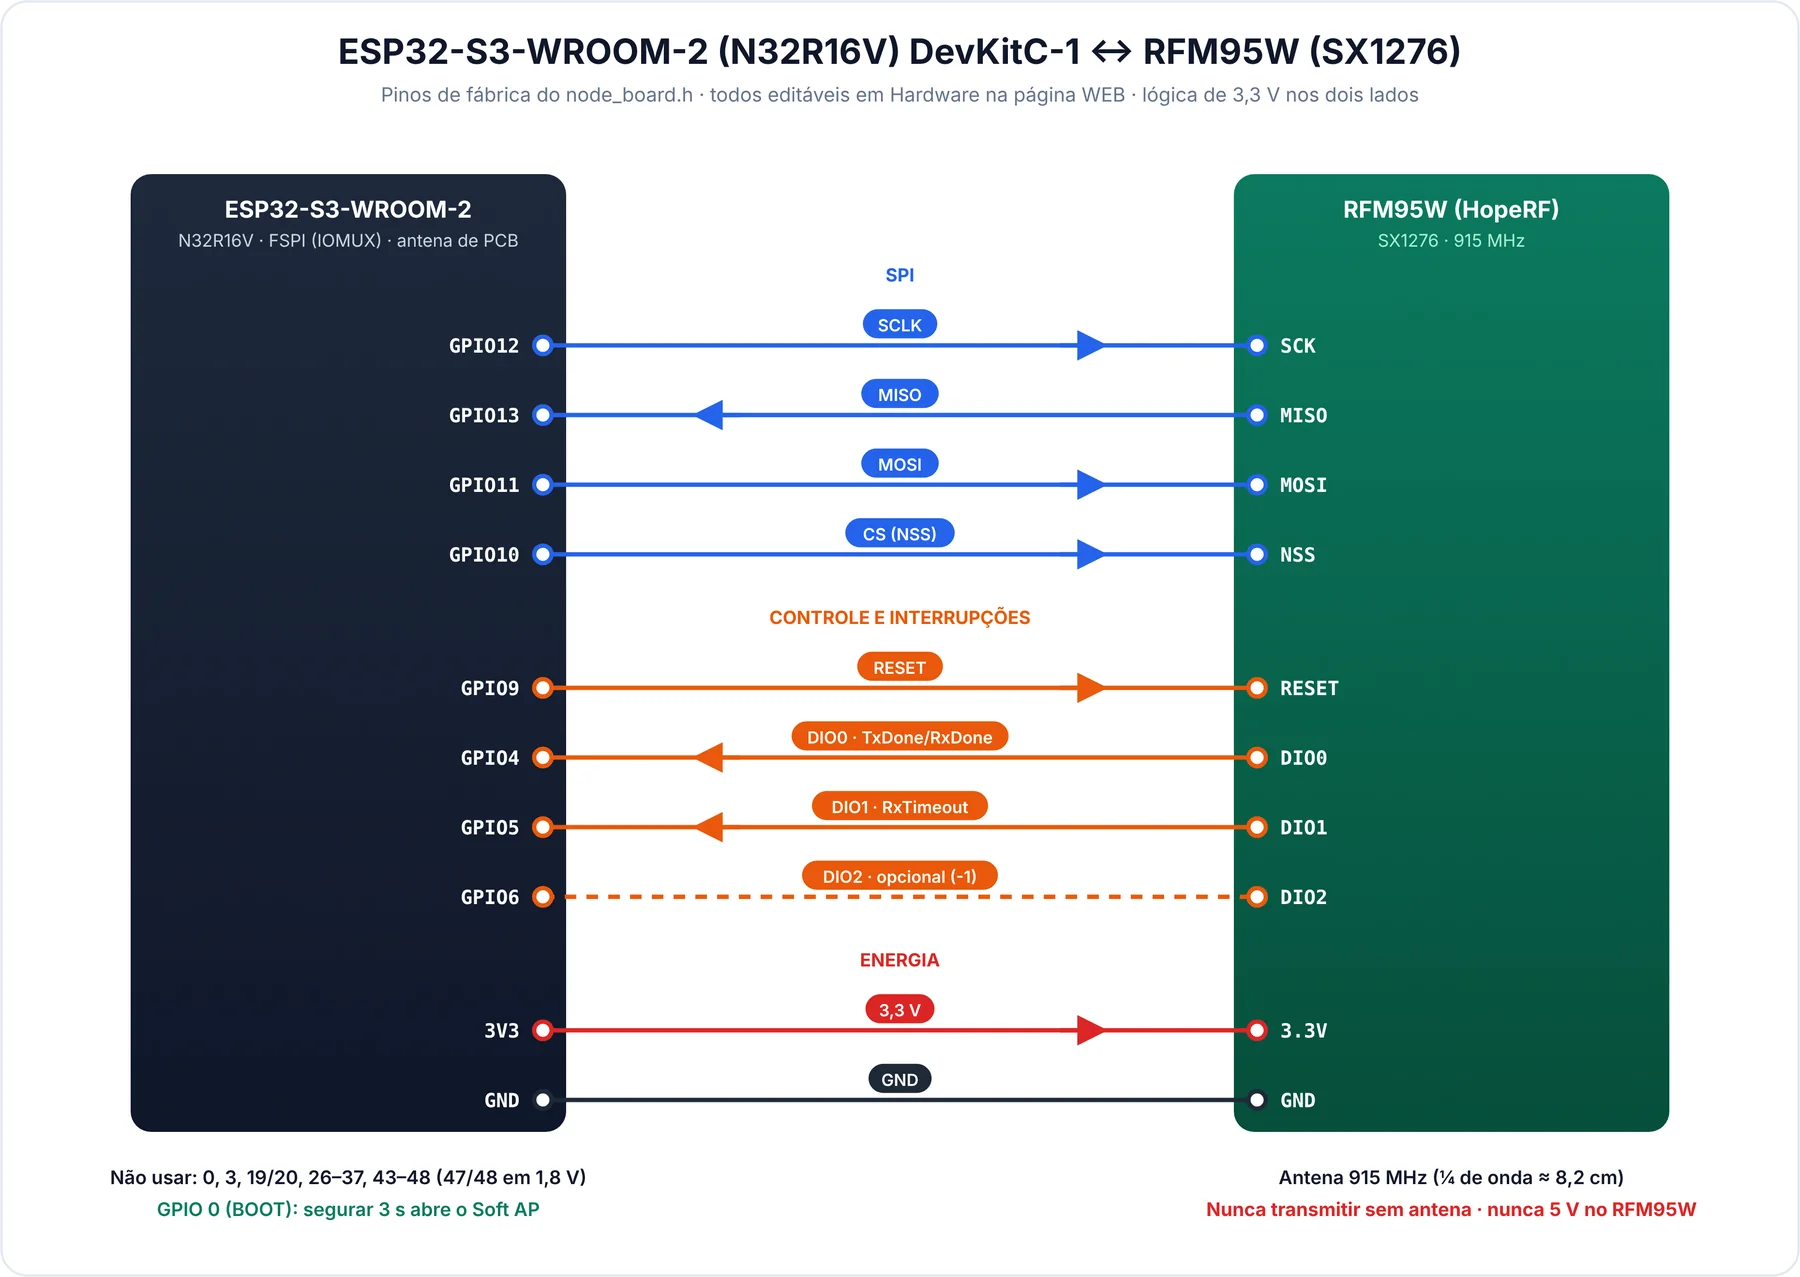 ESP32-S3-WROOM-2 (N32R16V) DevKitC-1 ↔ RFM95W (SX1276)
Pinos de fábrica do node_board.h · todos editáveis em Hardware na página WEB · lógica de 3,3 V nos dois lados
ESP32-S3-WROOM-2
N32R16V · FSPI (IOMUX) · antena de PCB
RFM95W (HopeRF)
SX1276 · 915 MHz
SPI
SCLK
GPIO12
SCK
MISO
GPIO13
MISO
MOSI
GPIO11
MOSI
CS (NSS)
GPIO10
NSS
CONTROLE E INTERRUPÇÕES
RESET
GPIO9
RESET
DIO0 · TxDone/RxDone
GPIO4
DIO0
DIO1 · RxTimeout
GPIO5
DIO1
DIO2 · opcional (-1)
GPIO6
DIO2
ENERGIA
3,3 V
3V3
3.3V
GND
GND
GND
Não usar: 0, 3, 19/20, 26–37, 43–48 (47/48 em 1,8 V)
GPIO 0 (BOOT): segurar 3 s abre o Soft AP
Antena 915 MHz (¼ de onda ≈ 8,2 cm)
Nunca transmitir sem antena · nunca 5 V no RFM95W